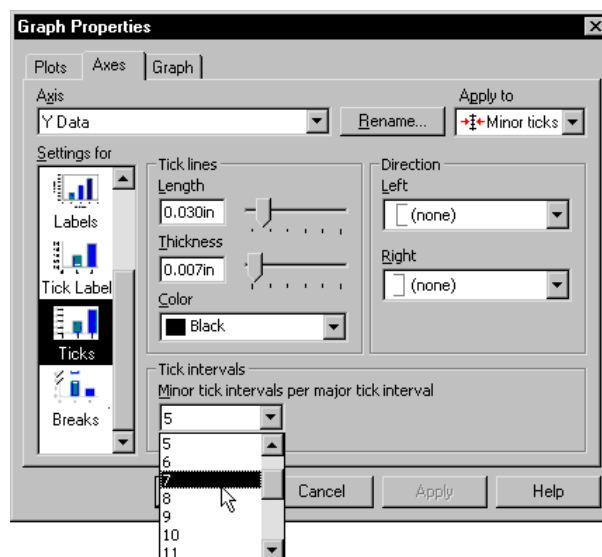 Graph Properties
Plots
Axes
Graph
Axis
Apply to
Y Data
Rename...
Minor ticks
Settings for
Labels
Tick Label
Ticks
Breaks
Tick lines
Length
0.030in
Thickness
0.007in
Color
Black
Direction
Left
(none)
Right
(none)
Tick intervals
Minor tick intervals per major tick interval
5
5
6
7
8
9
10
11
Cancel
Apply
Help